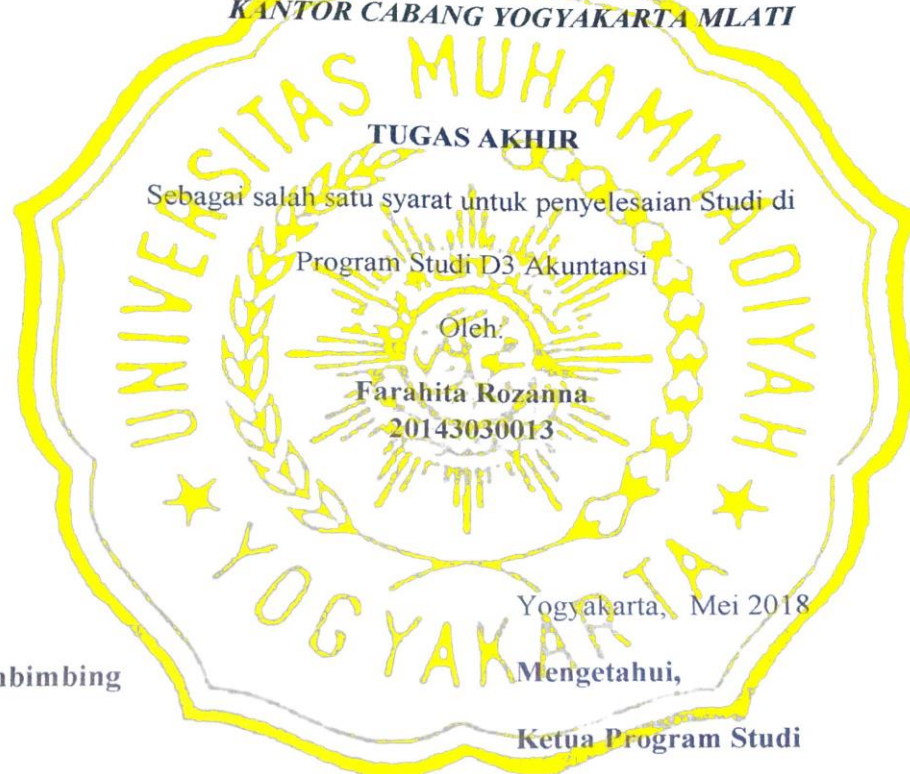 KANTOR CABANG YOGYAKARTA MLATI
UNIVERSITAS MUHAMMADIYAH
YOGYAKARTA
TUGAS AKHIR
Sebagai salah satu syarat untuk penyelesaian Studi di
Program Studi D3 Akuntansi
Oleh:
Farahita Rozanna
20143030013
Yogyakarta, Mei 2018
Mengetahui,
nbimbing
Ketua Program Studi